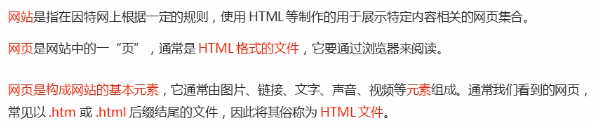 网站是指在因特网上根据一定的规则，使用 HTML 等制作的用于展示特定内容相关的网页集合。
网页是网站中的一“页”，通常是 HTML 格式的文件，它要通过浏览器来阅读。
网页是构成网站的基本元素，它通常由图片、链接、文字、声音、视频等元素组成。通常我们看到的网页，
常见以 .htm 或 .html 后缀结尾的文件，因此将其俗称为 HTML 文件。